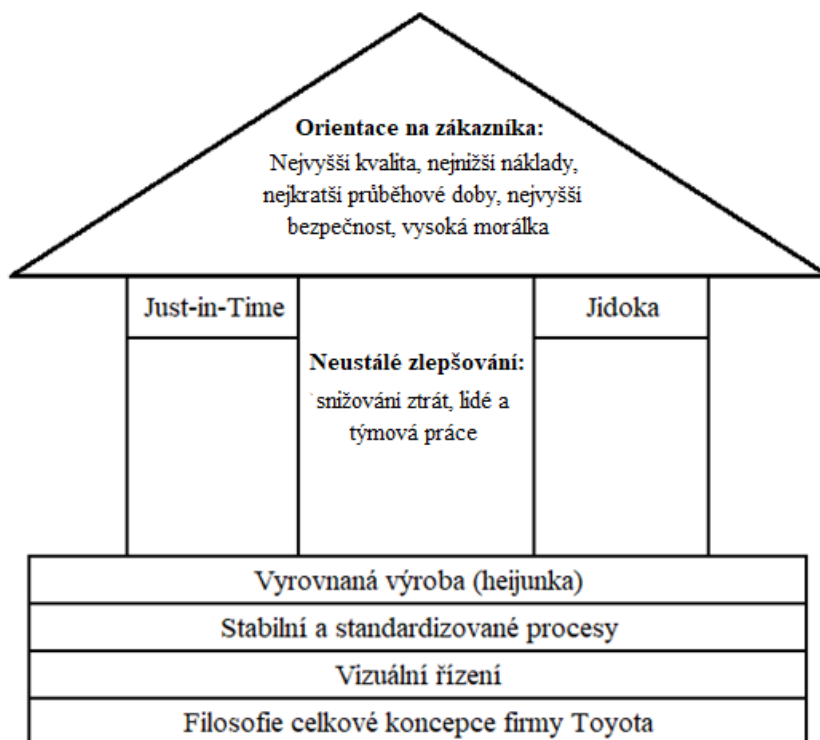 Orientace na zákazníka:
Nejvyšší kvalita, nejnižší náklady,
nejkratší průběhové doby, nejvyšší
bezpečnost, vysoká morálka
Just-in-Time
Jidoka
Neustálé zlepšování:
snižování ztrát, lidé a
týmová práce
Vyrovnaná výroba (heijunka)
Stabilní a standardizované procesy
Vizuální řízení
Filosofie celkové koncepce firmy Toyota